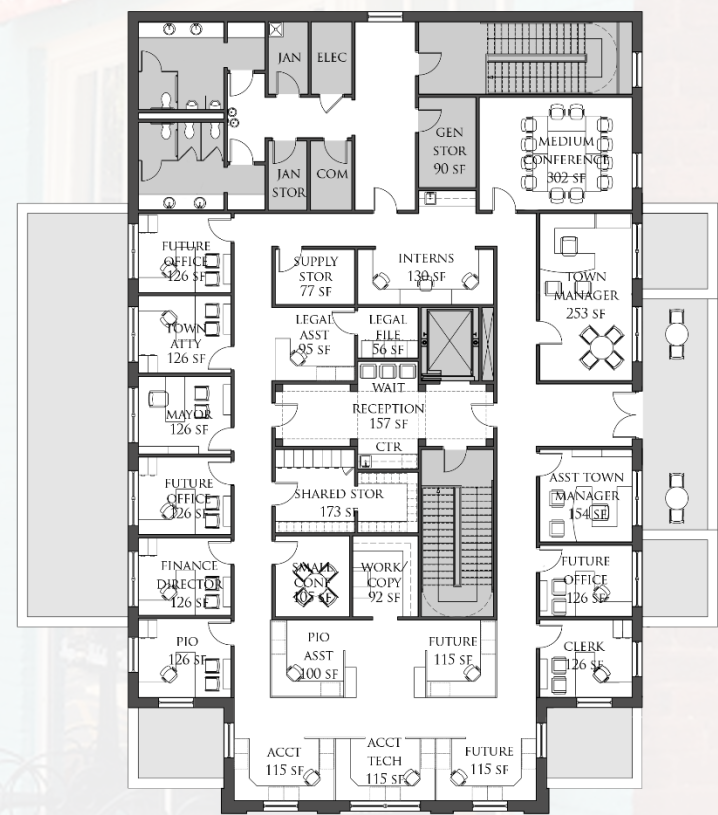 JAN
ELEC
GEN
STOR
90 SF
MEDIUM
CONFERENCE
302 SF
JAN
STOR
COM
FUTURE
OFFICE
126 SF
SUPPLY
STOR
77 SF
INTERNS
130 SF
TOWN
MANAGER
253 SF
TOWN
ATTY
126 SF
LEGAL
ASST
95 SF
LEGAL
FILE
56 SF
WAIT
MAYOR
126 SF
RECEPTION
157 SF
CTR
FUTURE
OFFICE
126 SF
SHARED STOR
173 SF
ASST TOWN
MANAGER
154 SF
FINANCE
DIRECTOR
126 SF
SMALL
CONF
105 SF
WORK/
COPY
92 SF
FUTURE
OFFICE
126 SF
PIO
126 SF
PIO
ASST
100 SF
FUTURE
115 SF
CLERK
126 SF
ACCT
115 SF
ACCT
TECH
115 SF
FUTURE
115 SF